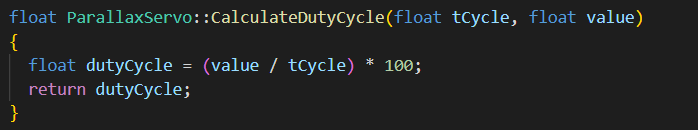 float ParallaxServo::CalculateDutyCycle(float tCycle, float value)
{
  float dutyCycle = (value / tCycle) * 100;
  return dutyCycle;
}